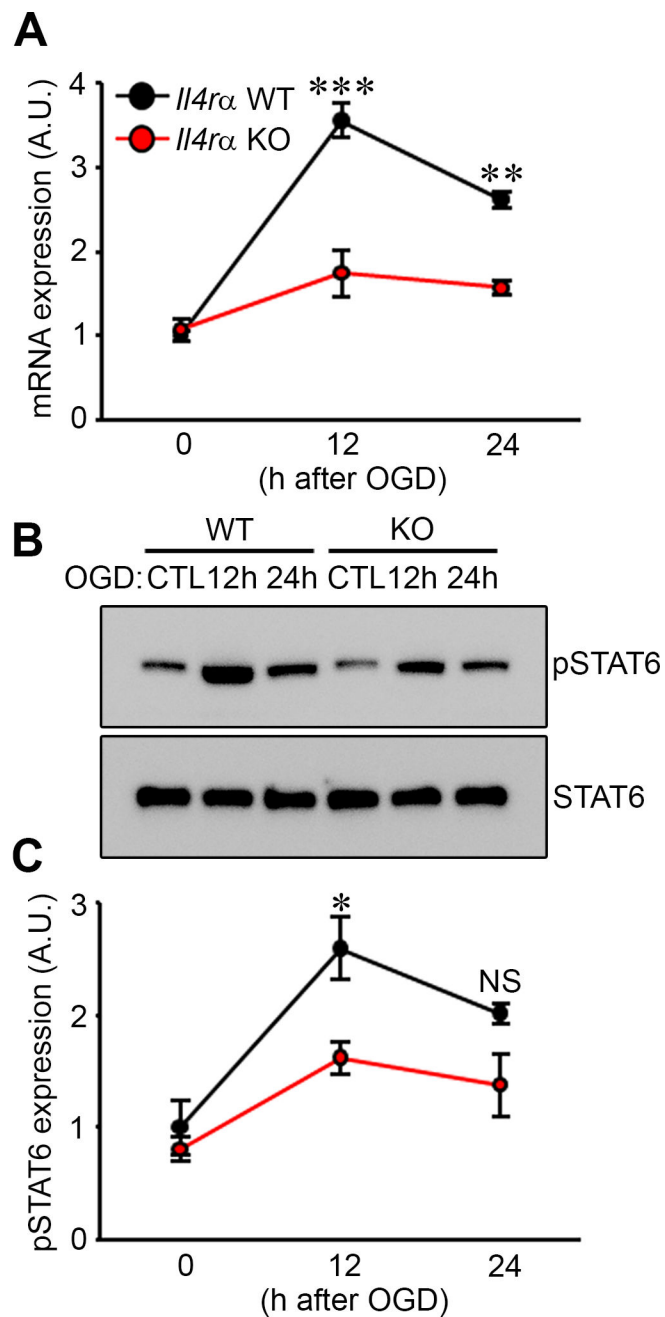 A
mRNA expression (A.U.)
4
3
2
1
0
Il4rα WT
Il4rα KO
***
**
0 12 24
(h after OGD)
B
WT KO
OGD: CTL 12h 24h CTL 12h 24h
pSTAT6
STAT6
C
pSTAT6 expression (A.U.)
3
2
1
0
*
NS
0 12 24
(h after OGD)